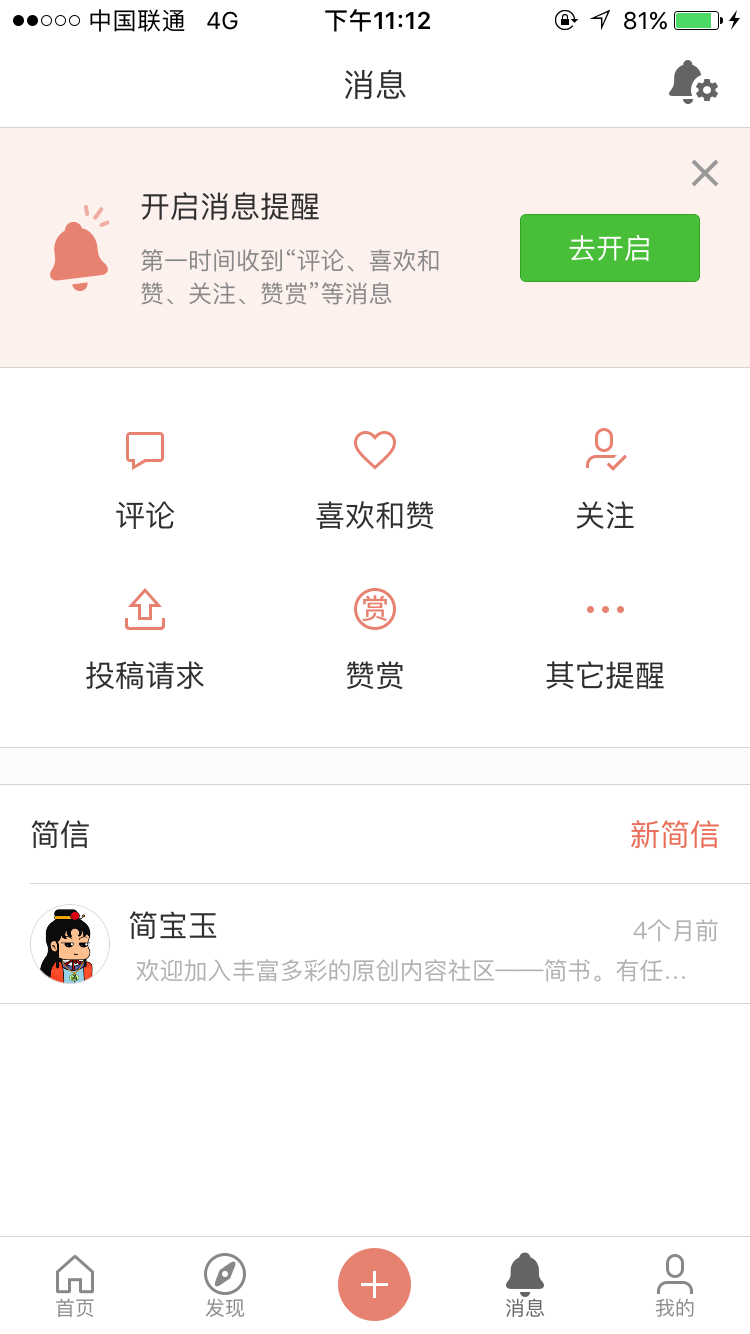 中国联通 4G 下午11:12 81%
消息
开启消息提醒
第一时间收到“评论、喜欢和
赞、关注、赞赏”等消息
去开启
评论 喜欢和赞 关注
赏
投稿请求 赞赏 其它提醒
简信 新简信
简宝玉 4个月前
欢迎加入丰富多彩的原创内容社区——简书。有任...
首页 发现 消息 我的